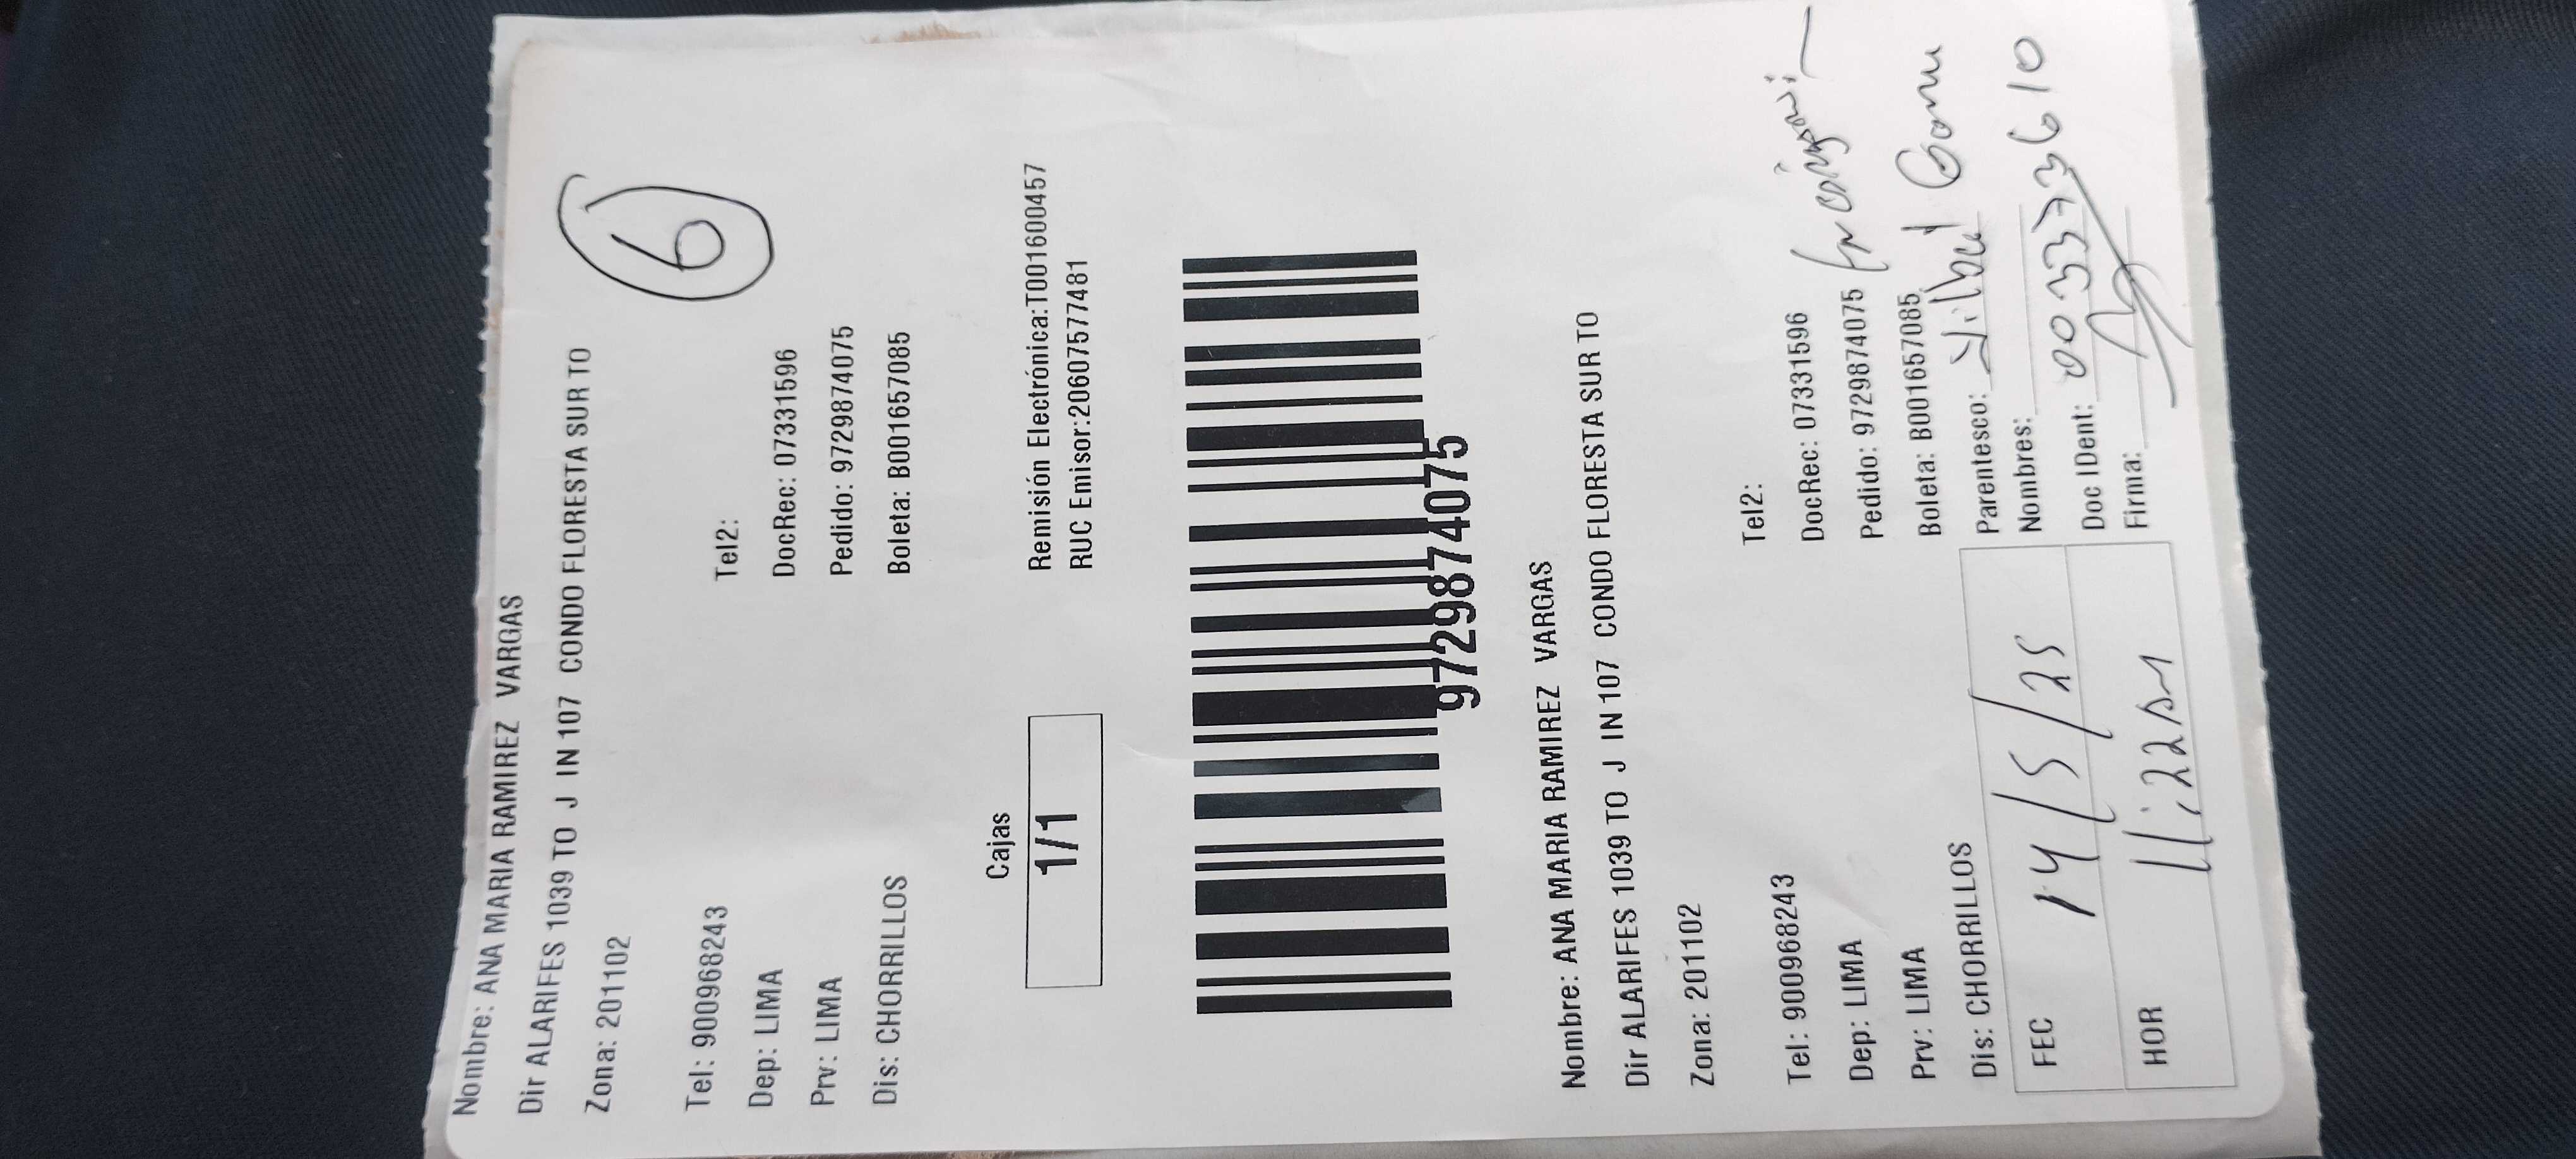 Nombre: ANA MARIA RAMIREZ VARGAS
Dir ALARIFES 1039 TO J IN 107 CONDO FLORESTA SUR TO
Zona: 201102
6
Tel: 900968243 Tel2:
Dep: LIMA DocRec: 07331596
Prv: LIMA Pedido: 9729874075
Dis: CHORRILLOS Boleta: B001657085
Cajas
1/1
Remisión Electrónica:T001600457
RUC Emisor:20607577481
9729874075
Nombre: ANA MARIA RAMIREZ VARGAS
Dir ALARIFES 1039 TO J IN 107 CONDO FLORESTA SUR TO
Zona: 201102
Tel: 900968243 Tel2:
Dep: LIMA DocRec: 07331596
Prv: LIMA Pedido: 9729874075
Dis: CHORRILLOS Boleta: B001657085
FEC 14/5/25
HOR 11:22AM
Parentesco:
Nombres:
Doc IDent: 003373610
Firma: